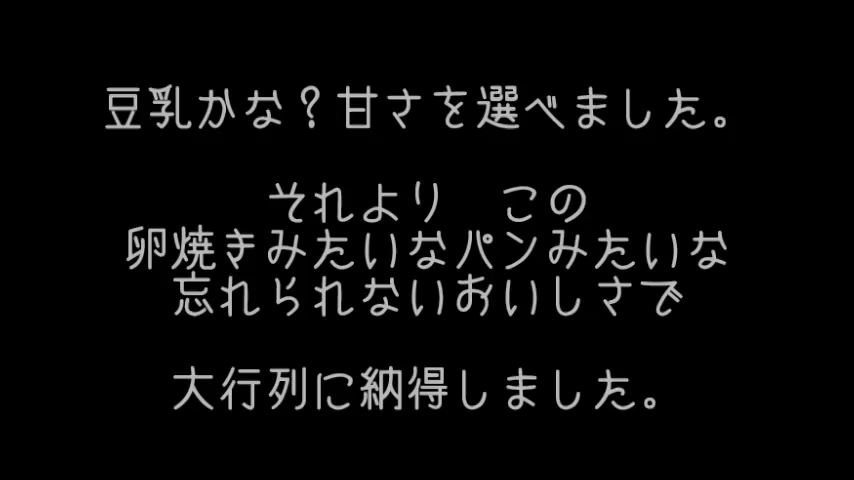 豆乳かな?甘さを選べました。
それより　この
卵焼きみたいなパンみたいな
忘れられないおいしさで
大行列に納得しました。